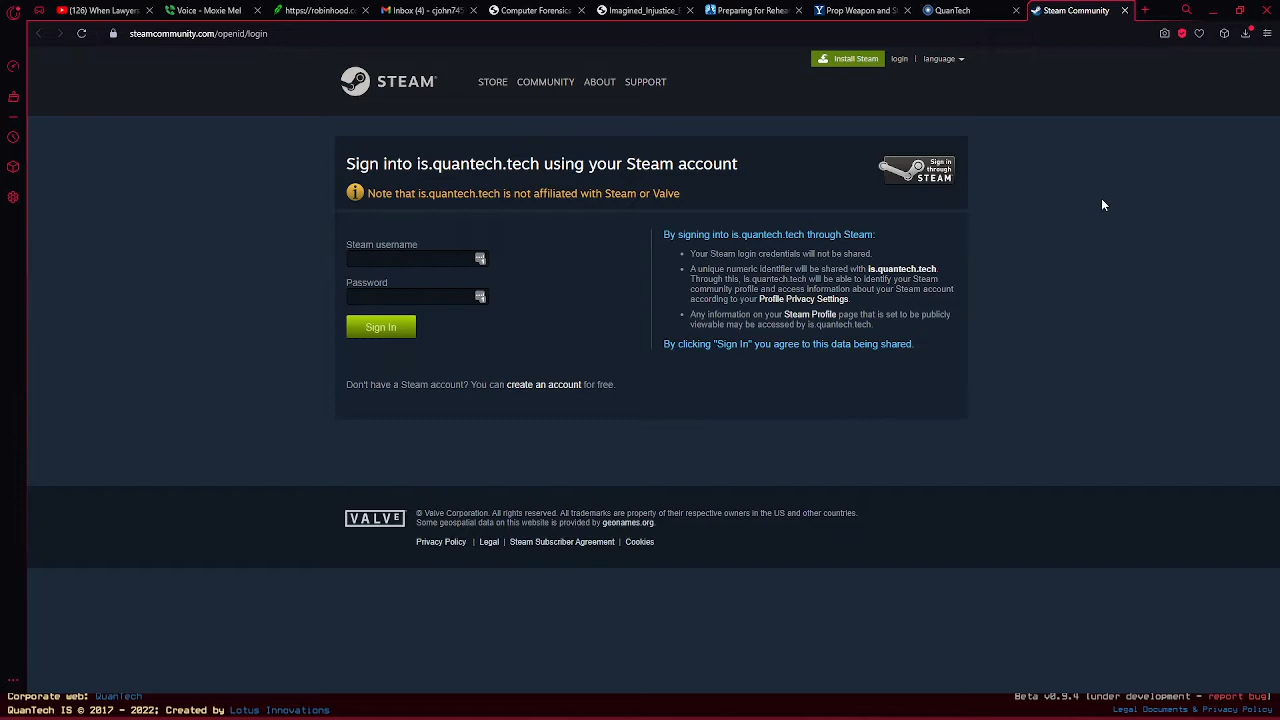 (126) When Lawyers
Voice - Moxie Mel
https://robinhood.c
Inbox (4) - cjohn745
Computer Forensics
Imagined_Injustice_E
Preparing for Rehea
Prop Weapon and St
QuanTech
Steam Community
steamcommunity.com/openid/login
Install Steam
login | language
STEAM
STORE COMMUNITY ABOUT SUPPORT
Sign into is.quantech.tech using your Steam account
Note that is.quantech.tech is not affiliated with Steam or Valve
Sign in
through
STEAM
Steam username
Password
Sign In
Don't have a Steam account? You can create an account for free.
By signing into is.quantech.tech through Steam:
Your Steam login credentials will not be shared.
A unique numeric identifier will be shared with is.quantech.tech.
Through this, is.quantech.tech will be able to identify your Steam
community profile and access information about your Steam account
according to your Profile Privacy Settings.
Any information on your Steam Profile page that is set to be publicly
viewable may be accessed by is.quantech.tech.
By clicking "Sign In" you agree to this data being shared.
VALVE
© Valve Corporation. All rights reserved. All trademarks are property of their respective owners in the US and other countries.
Some geospatial data on this website is provided by geonames.org.
Privacy Policy | Legal | Steam Subscriber Agreement | Cookies
Corporate web: QuanTech
Beta v0.9.4 [under development - report bug]
QuanTech IS © 2017 - 2022; Created by Lotus Innovations
Legal Documents & Privacy Policy